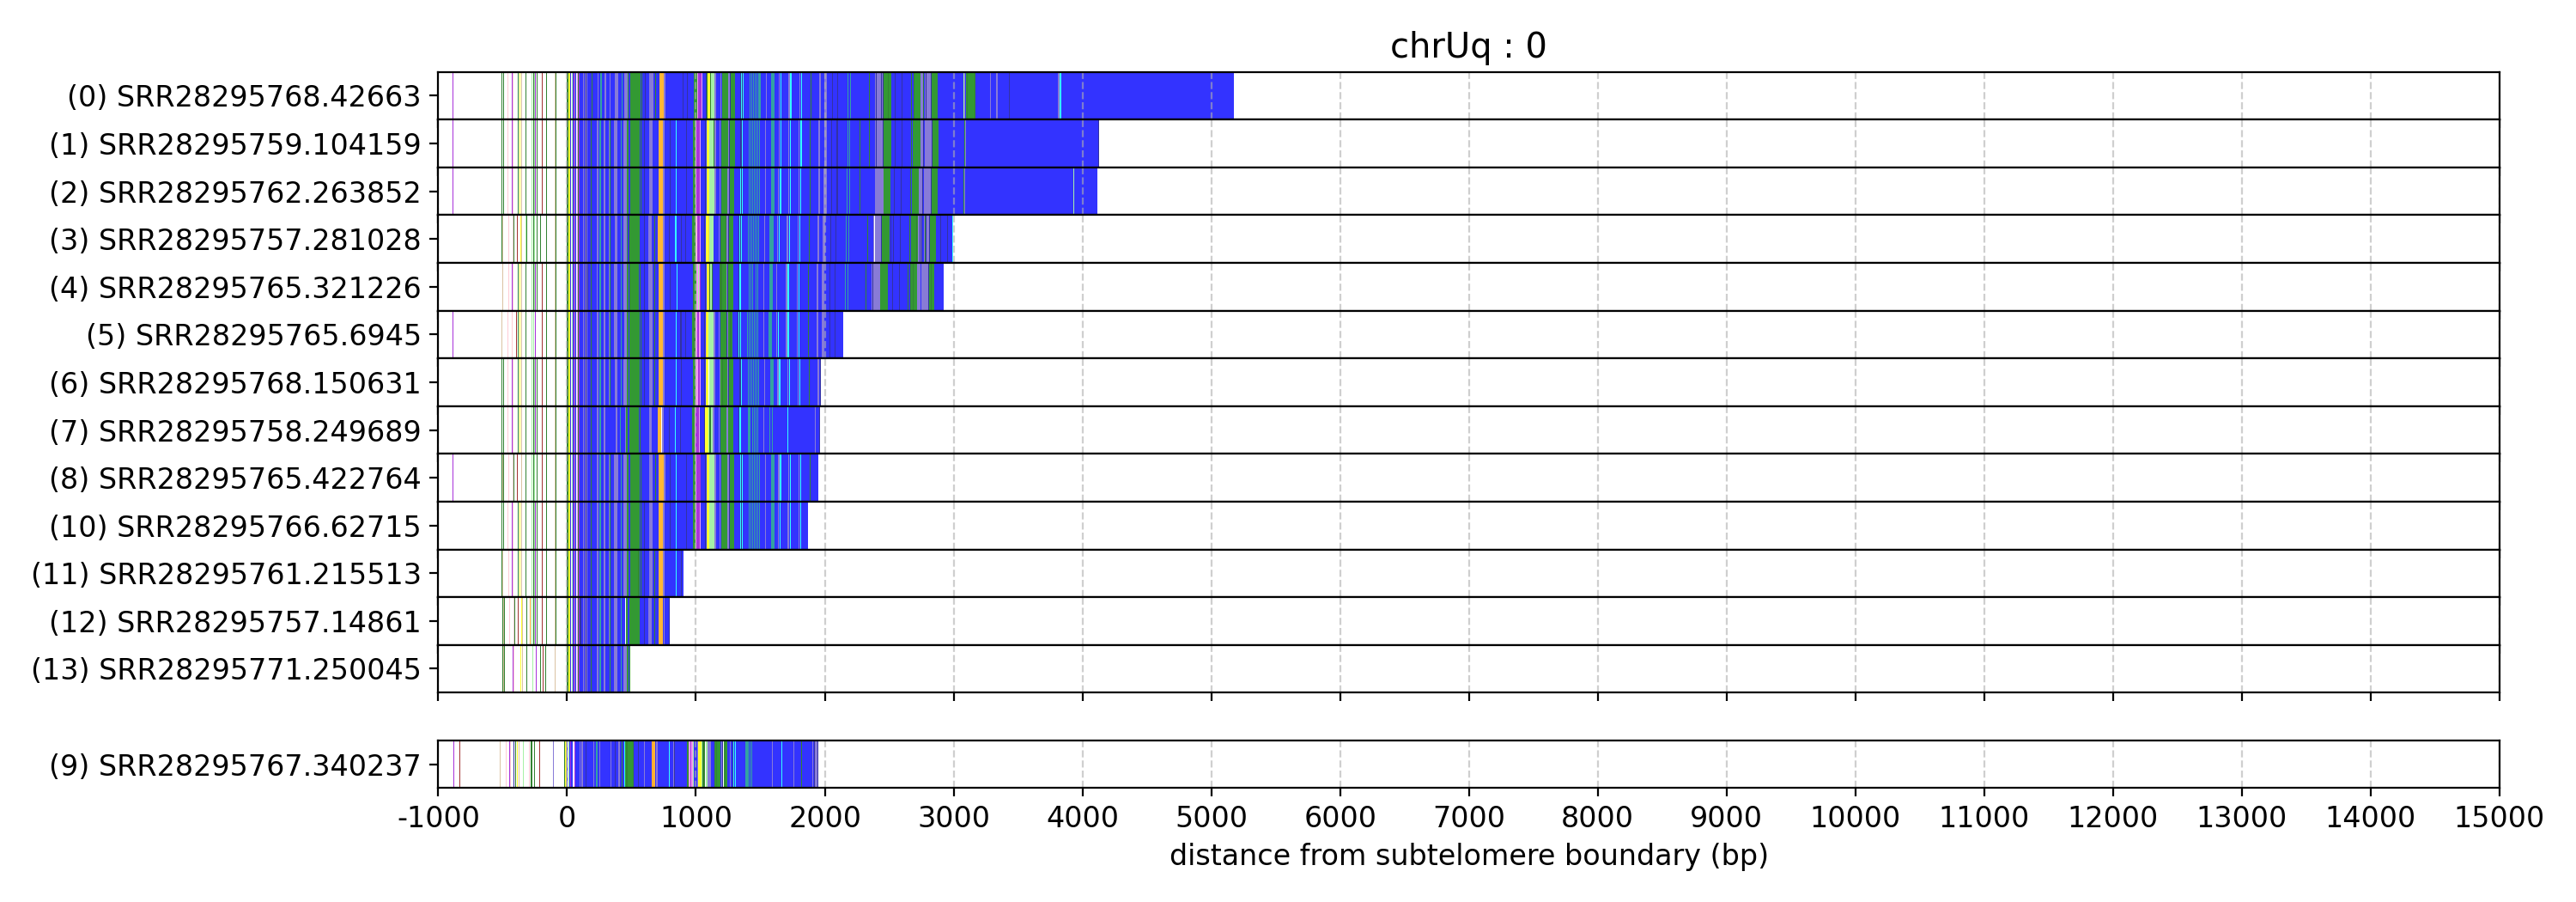 chrUq : 0
(0) SRR28295768.42663
(1) SRR28295759.104159
(2) SRR28295762.263852
(3) SRR28295757.281028
(4) SRR28295765.321226
(5) SRR28295765.6945
(6) SRR28295768.150631
(7) SRR28295758.249689
(8) SRR28295765.422764
(10) SRR28295766.62715
(11) SRR28295761.215513
(12) SRR28295757.14861
(13) SRR28295771.250045
(9) SRR28295767.340237
-1000 0 1000 2000 3000 4000 5000 6000 7000 8000 9000 10000 11000 12000 13000 14000 15000
distance from subtelomere boundary (bp)